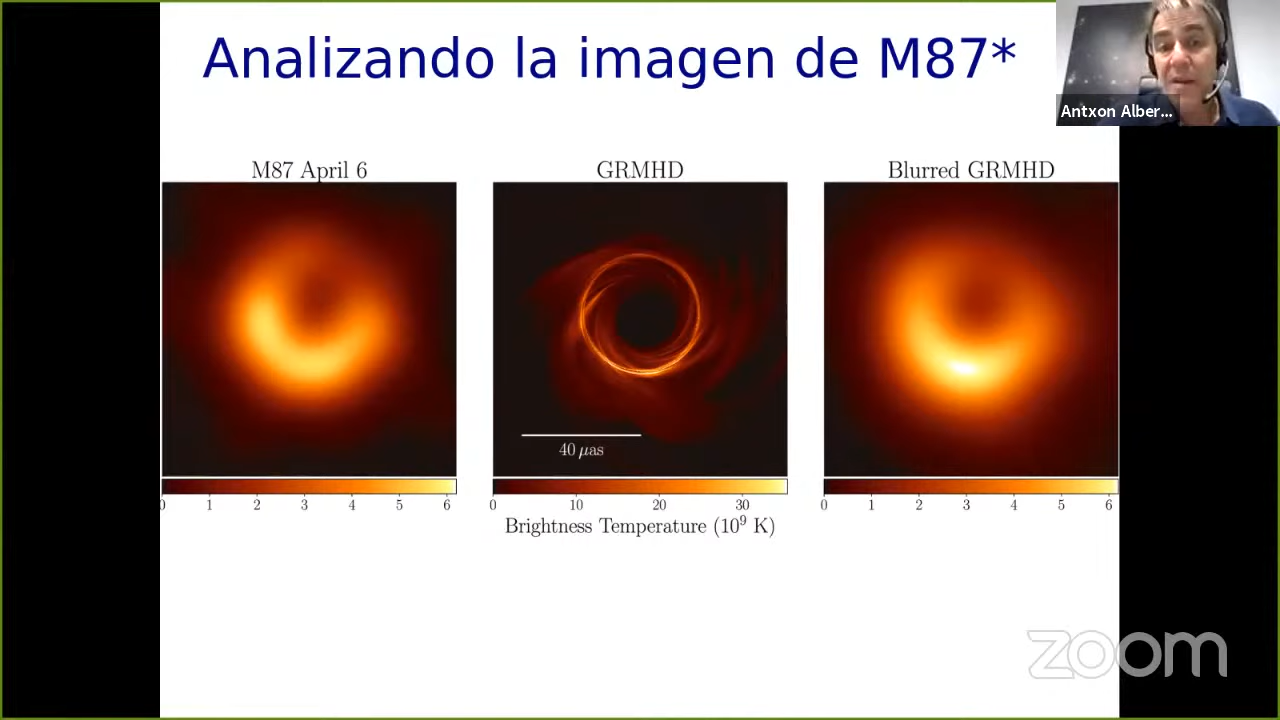 Analizando la imagen de M87*
Antxon Alber...
M87 April 6
GRMHD
Blurred GRMHD
40 μas
0 1 2 3 4 5 6
0 10 20 30
0 1 2 3 4 5 6
Brightness Temperature (10⁹ K)
zoom